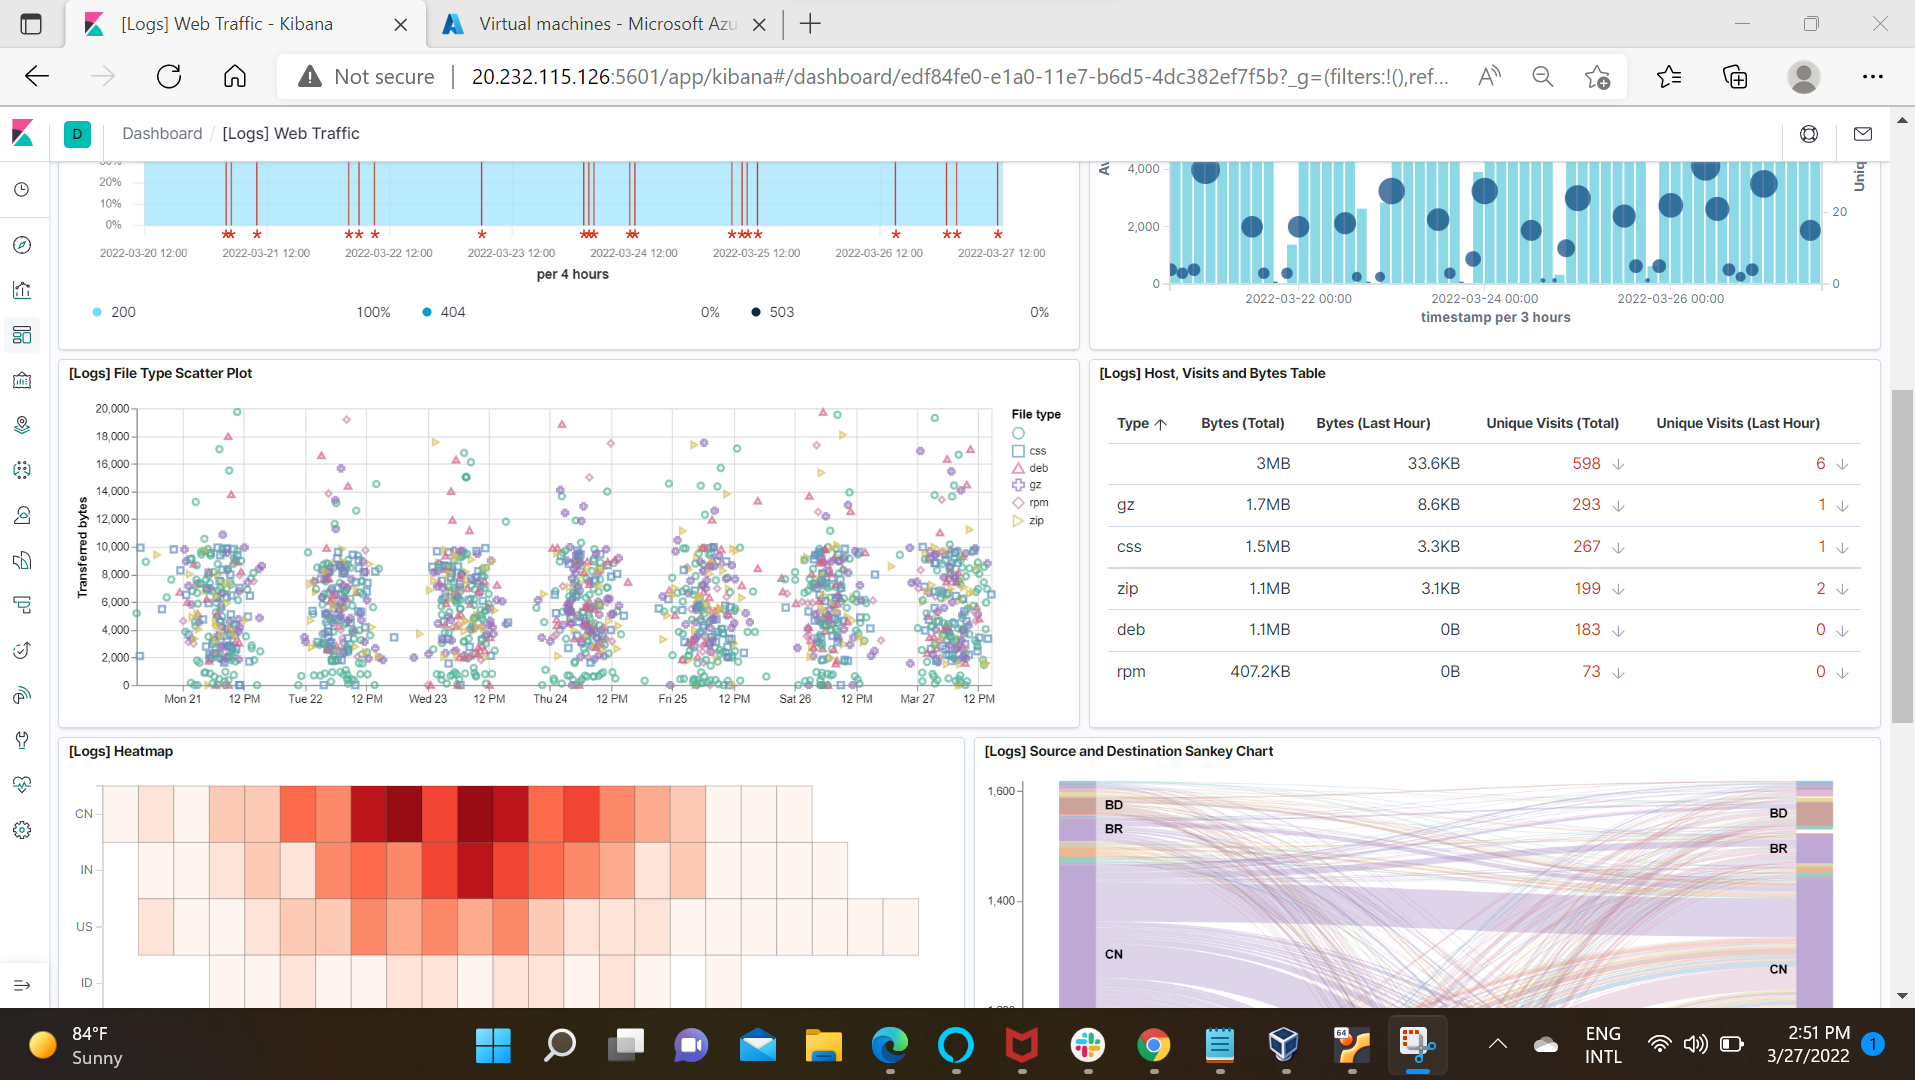 [Logs] Web Traffic - Kibana
Virtual machines - Microsoft Azu
Not secure
20.232.115.126:5601/app/kibana#/dashboard/edf84fe0-e1a0-11e7-b6d5-4dc382ef7f5b?_g=(filters:!(),ref...
D
Dashboard / [Logs] Web Traffic
20%
10%
0%
2022-03-20 12:00 2022-03-21 12:00 2022-03-22 12:00 2022-03-23 12:00 2022-03-24 12:00 2022-03-25 12:00 2022-03-26 12:00 2022-03-27 12:00
per 4 hours
200 100% 404 0% 503 0%
4,000
2,000
0
20
0
2022-03-22 00:00 2022-03-24 00:00 2022-03-26 00:00
timestamp per 3 hours
[Logs] File Type Scatter Plot
Transferred bytes
20,000
18,000
16,000
14,000
12,000
10,000
8,000
6,000
4,000
2,000
0
Mon 21 12 PM Tue 22 12 PM Wed 23 12 PM Thu 24 12 PM Fri 25 12 PM Sat 26 12 PM Mar 27 12 PM
File type
css
deb
gz
rpm
zip
[Logs] Host, Visits and Bytes Table
Type Bytes (Total) Bytes (Last Hour) Unique Visits (Total) Unique Visits (Last Hour)
3MB 33.6KB 598 6
gz 1.7MB 8.6KB 293 1
css 1.5MB 3.3KB 267 1
zip 1.1MB 3.1KB 199 2
deb 1.1MB 0B 183 0
rpm 407.2KB 0B 73 0
[Logs] Heatmap
CN
IN
US
ID
[Logs] Source and Destination Sankey Chart
1,600
1,400
BD
BR
CN
BD
BR
CN
84°F
Sunny
64
ENG
INTL
2:51 PM
3/27/2022
1